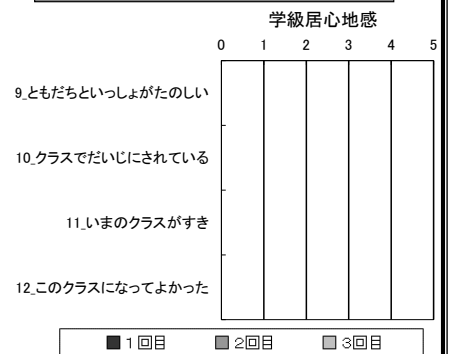 学級居心地感
0 1 2 3 4 5
9_ともだちといっしょがたのしい
10_クラスでだいじにされている
11_いまのクラスがすき
12_このクラスになってよかった
１回目 ２回目 ３回目